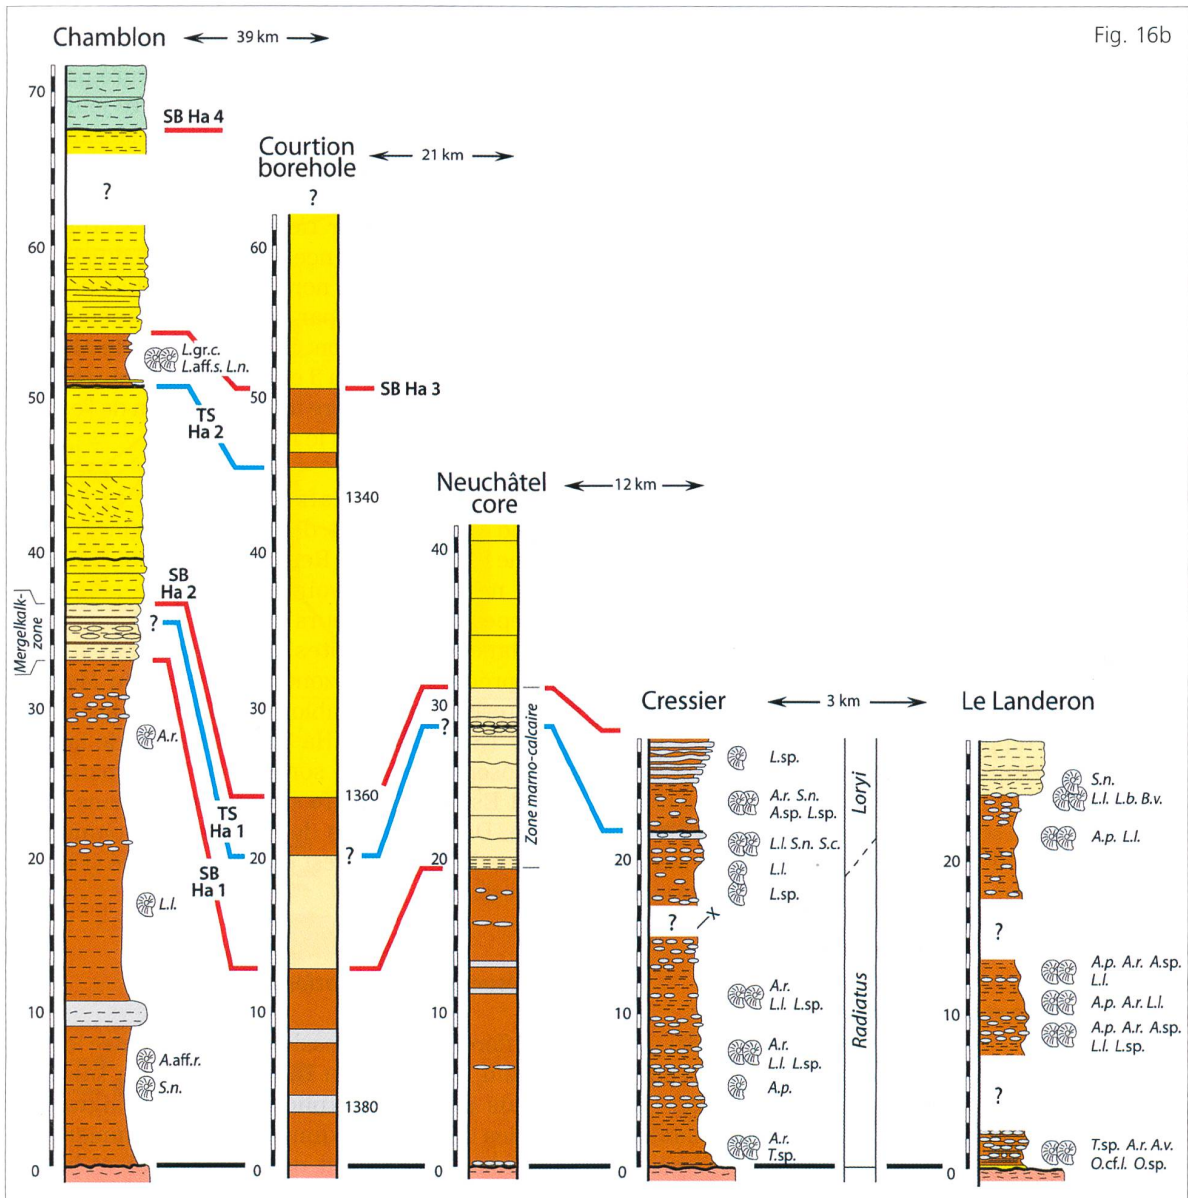 Fig. 16b
Chamblon
39 km
70
SB Ha 4
?
60
L.gr.c.
L.aff.s. L.n.
50
TS
Ha 2
40
SB
Ha 2
Mergelkalk-
zone
?
30
A.r.
TS
Ha 1
20
SB
Ha 1
L.l.
10
A.aff.r.
S.n.
0
Courtion
borehole
21 km
?
60
50
SB Ha 3
1340
40
30
1360
20
?
10
1380
0
Neuchâtel
core
12 km
40
30
?
Zone marno-calcaire
20
10
0
Cressier
3 km
L.sp.
A.r. S.n.
A.sp. L.sp.
20
L.l. S.n. S.c.
L.l.
L.sp.
?
x
A.r.
L.l. L.sp.
10
A.r.
L.l. L.sp.
A.p.
A.r.
T.sp.
0
Loryi
Radiatus
Le Landeron
S.n.
L.l. L.b. B.v.
A.p. L.l.
20
?
A.p. A.r. A.sp.
L.l.
A.p. A.r. L.l.
10
A.p. A.r. A.sp.
L.l. L.sp.
?
T.sp. A.r. A.v.
O.cf.l. O.sp.
0